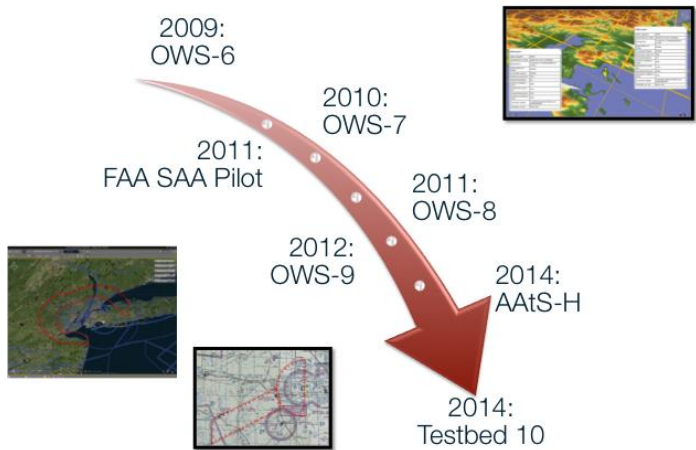 2009:
OWS-6
2010:
OWS-7
2011:
FAA SAA Pilot
2011:
OWS-8
2012:
OWS-9
2014:
AAtS-H
2014:
Testbed 10